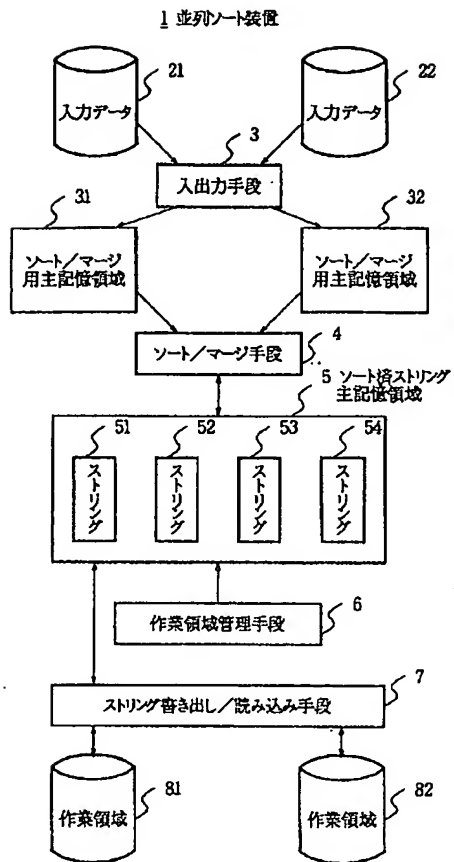 1 並列ソート装置
21
22
入力データ
入力データ
3
入出力手段
31
32
ソート／マージ
用主記憶領域
ソート／マージ
用主記憶領域
ソート／マージ手段
4
5 ソート済ストリング
主記憶領域
51
52
53
54
ストリング
ストリング
ストリング
ストリング
6
作業領域管理手段
7
ストリング書き出し／読み込み手段
81
82
作業領域
作業領域